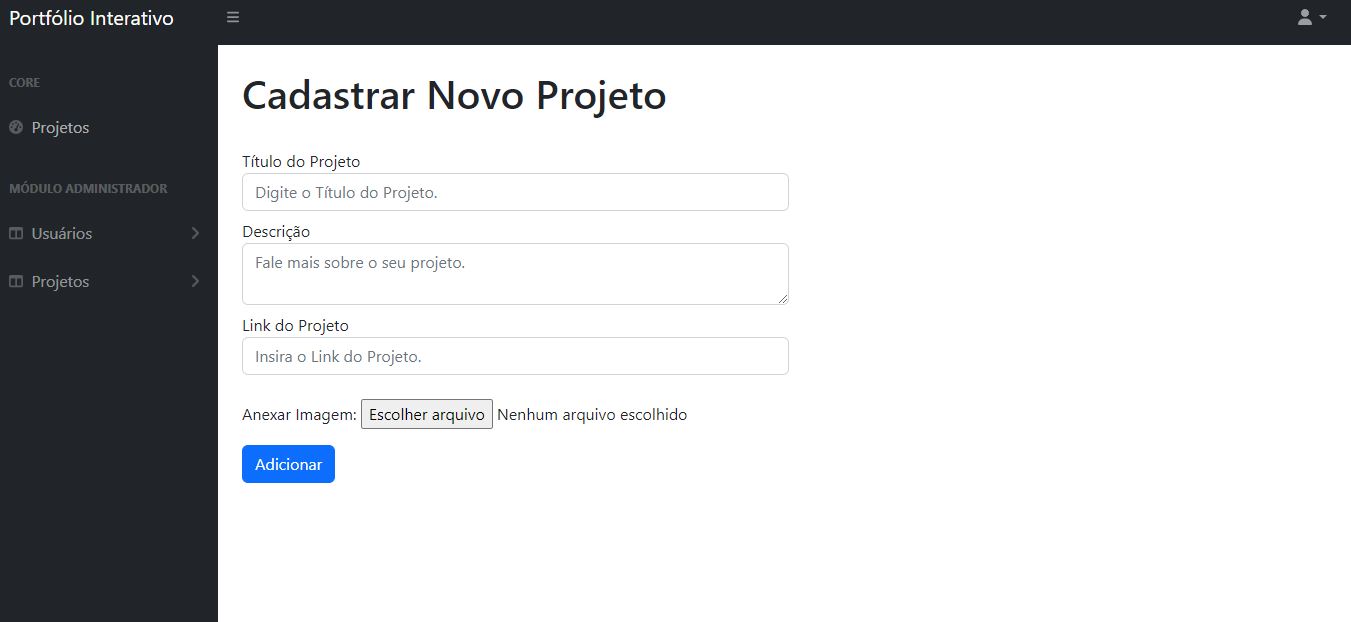 Portfólio Interativo
CORE
Projetos
MÓDULO ADMINISTRADOR
Usuários
Projetos
Cadastrar Novo Projeto
Título do Projeto
Digite o Título do Projeto.
Descrição
Fale mais sobre o seu projeto.
Link do Projeto
Insira o Link do Projeto.
Anexar Imagem: Escolher arquivo Nenhum arquivo escolhido
Adicionar